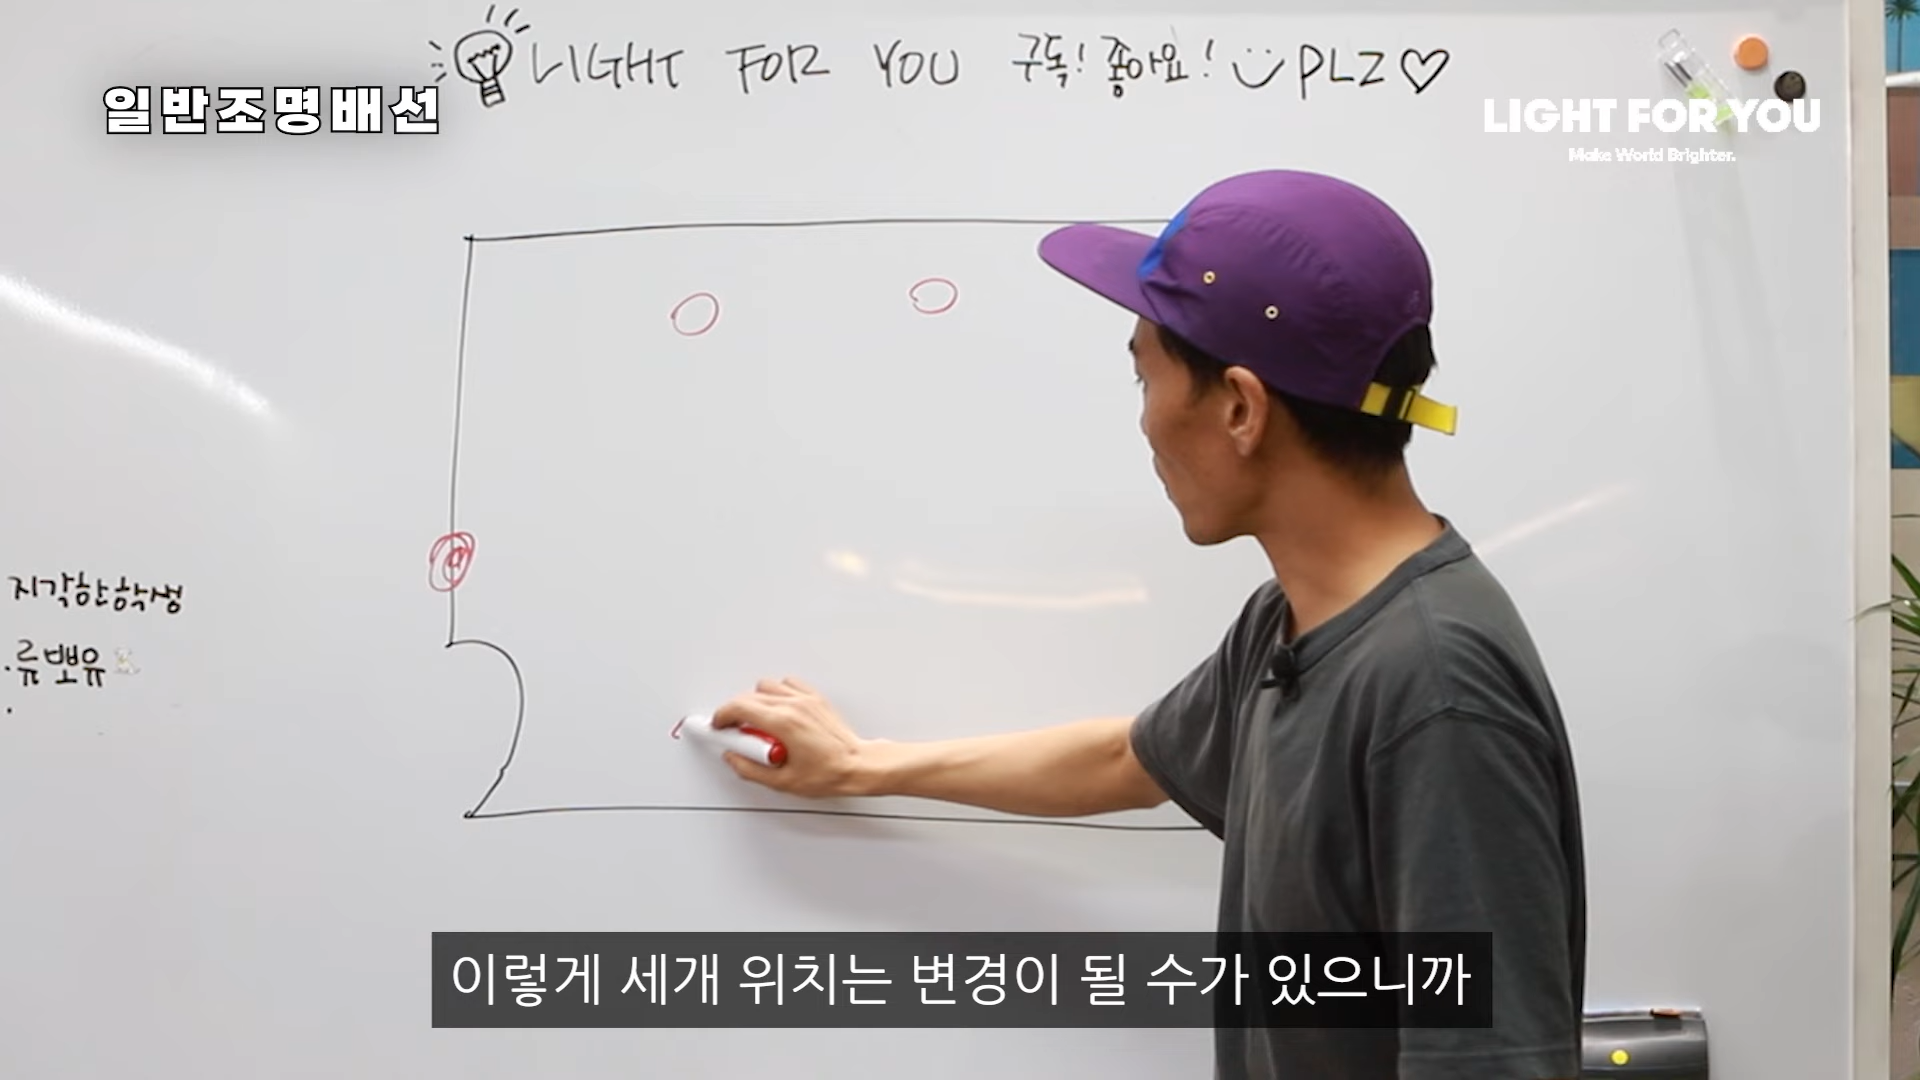 LIGHT FOR YOU 구독! 좋아요! PLZ
일반조명배선
LIGHT FOR YOU
Make World Brighter.
지각한학생
·류뽀유
·
이렇게 세개 위치는 변경이 될 수가 있으니까